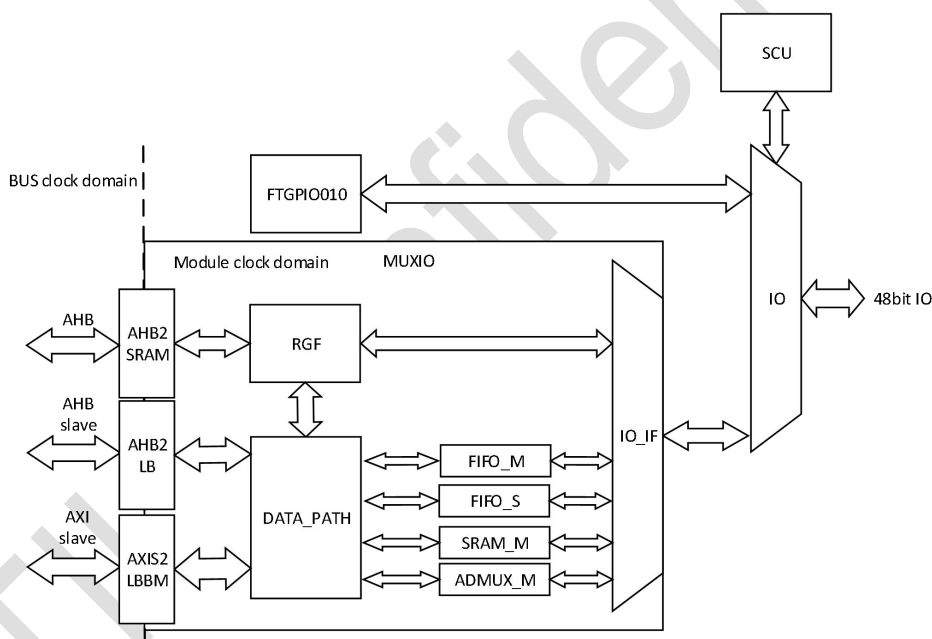 SCU
BUS clock domain
FTGPIO010
Module clock domain
MUXIO
IO
48bit IO
AHB
AHB2
SRAM
RGF
AHB
slave
AHB2
LB
IO_IF
FIFO_M
FIFO_S
DATA_PATH
AXI
slave
SRAM_M
AXIS2
LBBM
ADMUX_M